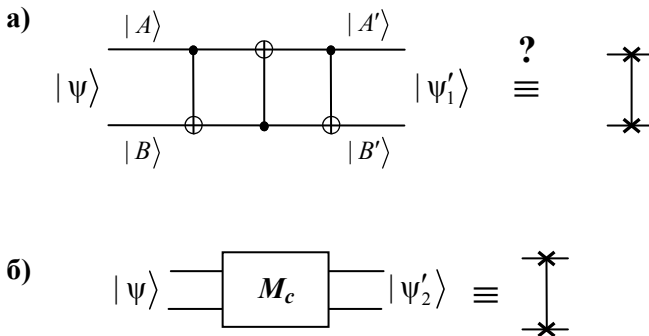 а)
|A⟩ |A′⟩
|ψ⟩ |ψ′₁⟩ ? ≡
|B⟩ |B′⟩
б)
|ψ⟩ M_c |ψ′₂⟩ ≡